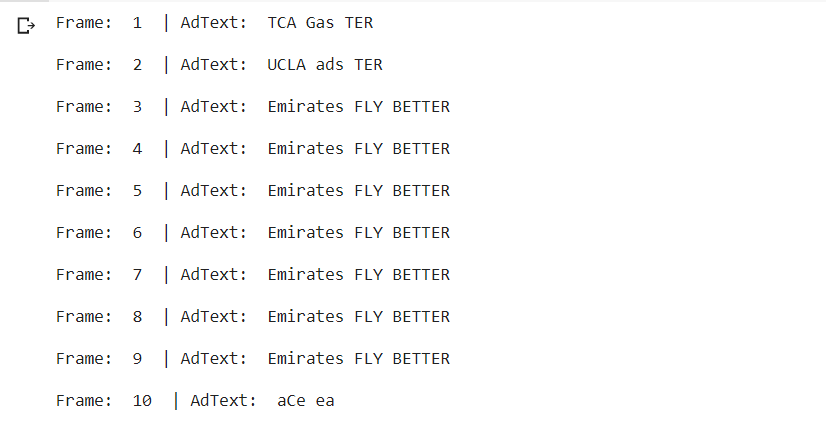 Frame:  1  | AdText:  TCA Gas TER
Frame:  2  | AdText:  UCLA ads TER
Frame:  3  | AdText:  Emirates FLY BETTER
Frame:  4  | AdText:  Emirates FLY BETTER
Frame:  5  | AdText:  Emirates FLY BETTER
Frame:  6  | AdText:  Emirates FLY BETTER
Frame:  7  | AdText:  Emirates FLY BETTER
Frame:  8  | AdText:  Emirates FLY BETTER
Frame:  9  | AdText:  Emirates FLY BETTER
Frame:  10  | AdText:  aCe ea